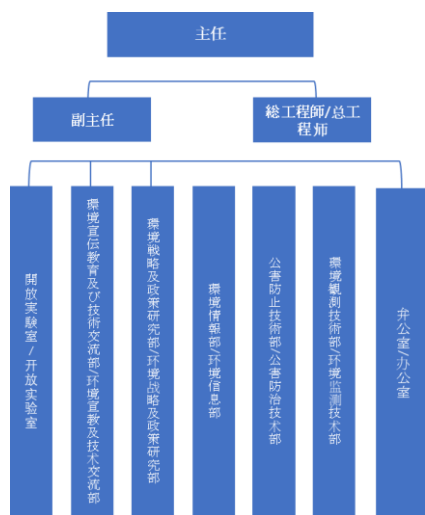 主任
副主任
総工程師/总工
程师
開放実験室/开放实验室
環境宣伝教育及び技術交流部/环境宣教及技术交流部
環境戦略及政策研究部/环境战略及政策研究部
環境情報部/环境信息部
公害防止技術部/公害防治技术部
環境観測技術部/环境监测技术部
弁公室/办公室